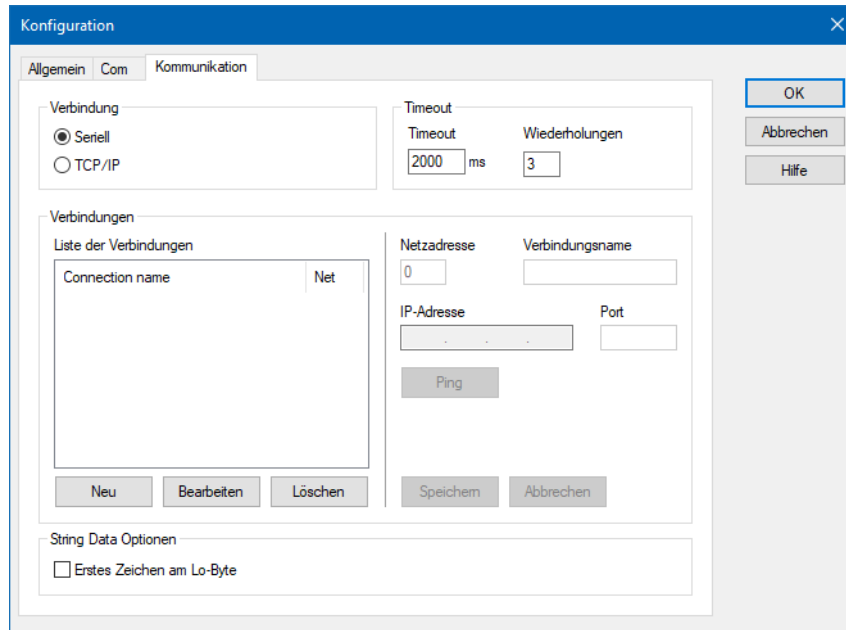 Konfiguration
Allgemein Com Kommunikation
OK
Abbrechen
Hilfe
Verbindung
Seriell
TCP/IP
Timeout
Timeout Wiederholungen
2000 ms 3
Verbindungen
Liste der Verbindungen
Connection name Net
Neu Bearbeiten Löschen
Netzadresse Verbindungsname
0
IP-Adresse Port
. . .
Ping
Speichern Abbrechen
String Data Optionen
Erstes Zeichen am Lo-Byte